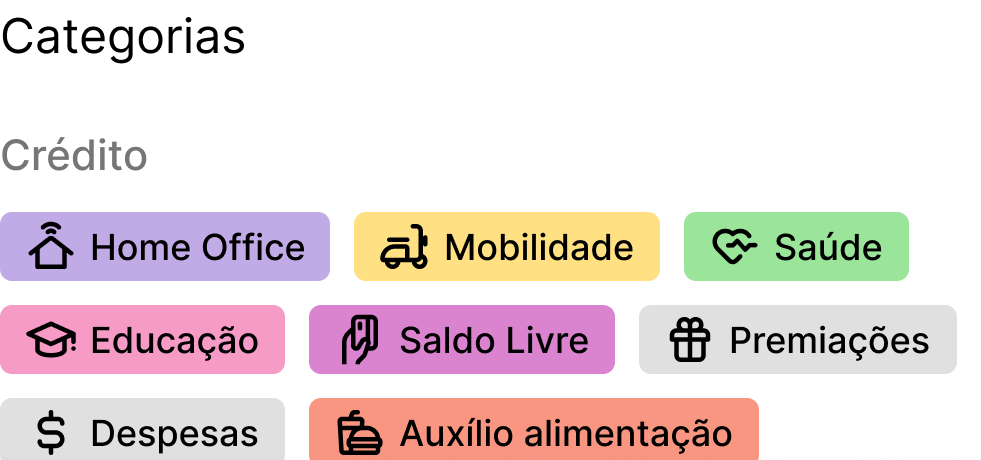 Categorias
Crédito
Home Office Mobilidade Saúde
Educação Saldo Livre Premiações
$ Despesas Auxílio alimentação